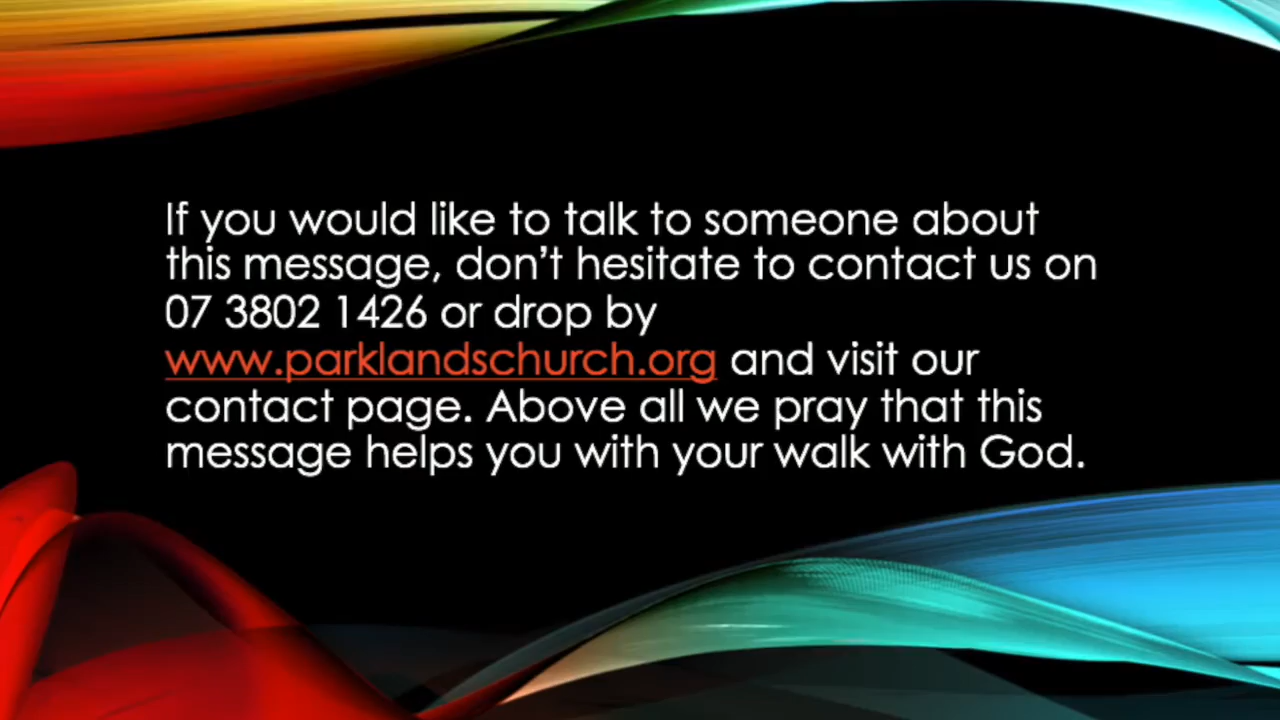 If you would like to talk to someone about
this message, don’t hesitate to contact us on
07 3802 1426 or drop by
www.parklandschurch.org and visit our
contact page. Above all we pray that this
message helps you with your walk with God.